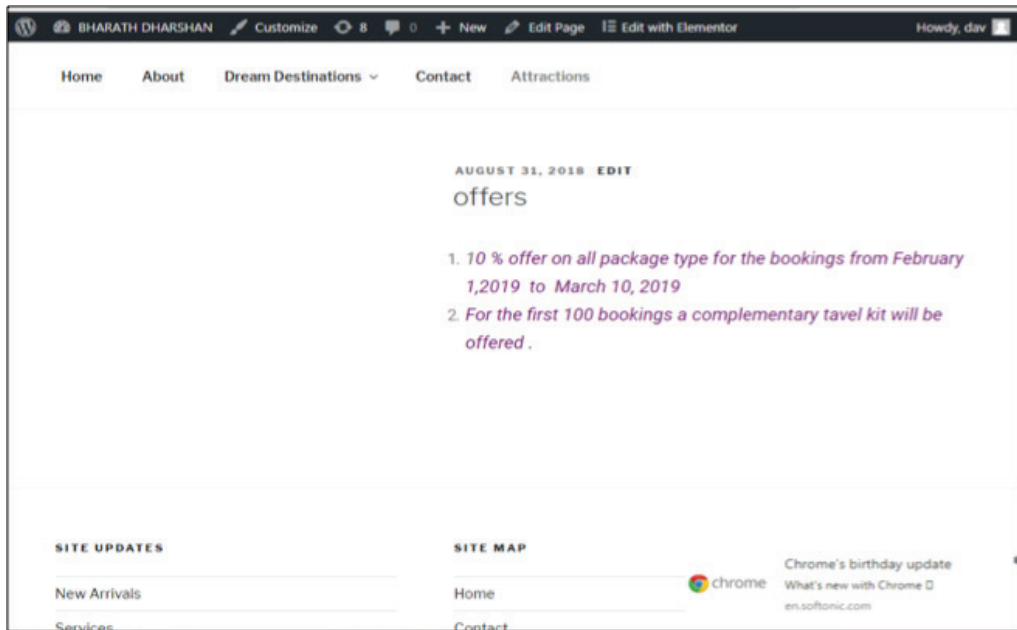 BHARATH DHARSHAN Customize 8 0 New Edit Page Edit with Elementor Howdy, dav
Home About Dream Destinations Contact Attractions
AUGUST 31, 2018 EDIT
offers
1. 10 % offer on all package type for the bookings from February
1,2019 to March 10, 2019
2. For the first 100 bookings a complementary tavel kit will be
offered .
SITE UPDATES
New Arrivals
Services
SITE MAP
Home
Contact
chrome
Chrome's birthday update
What's new with Chrome
en.softonic.com